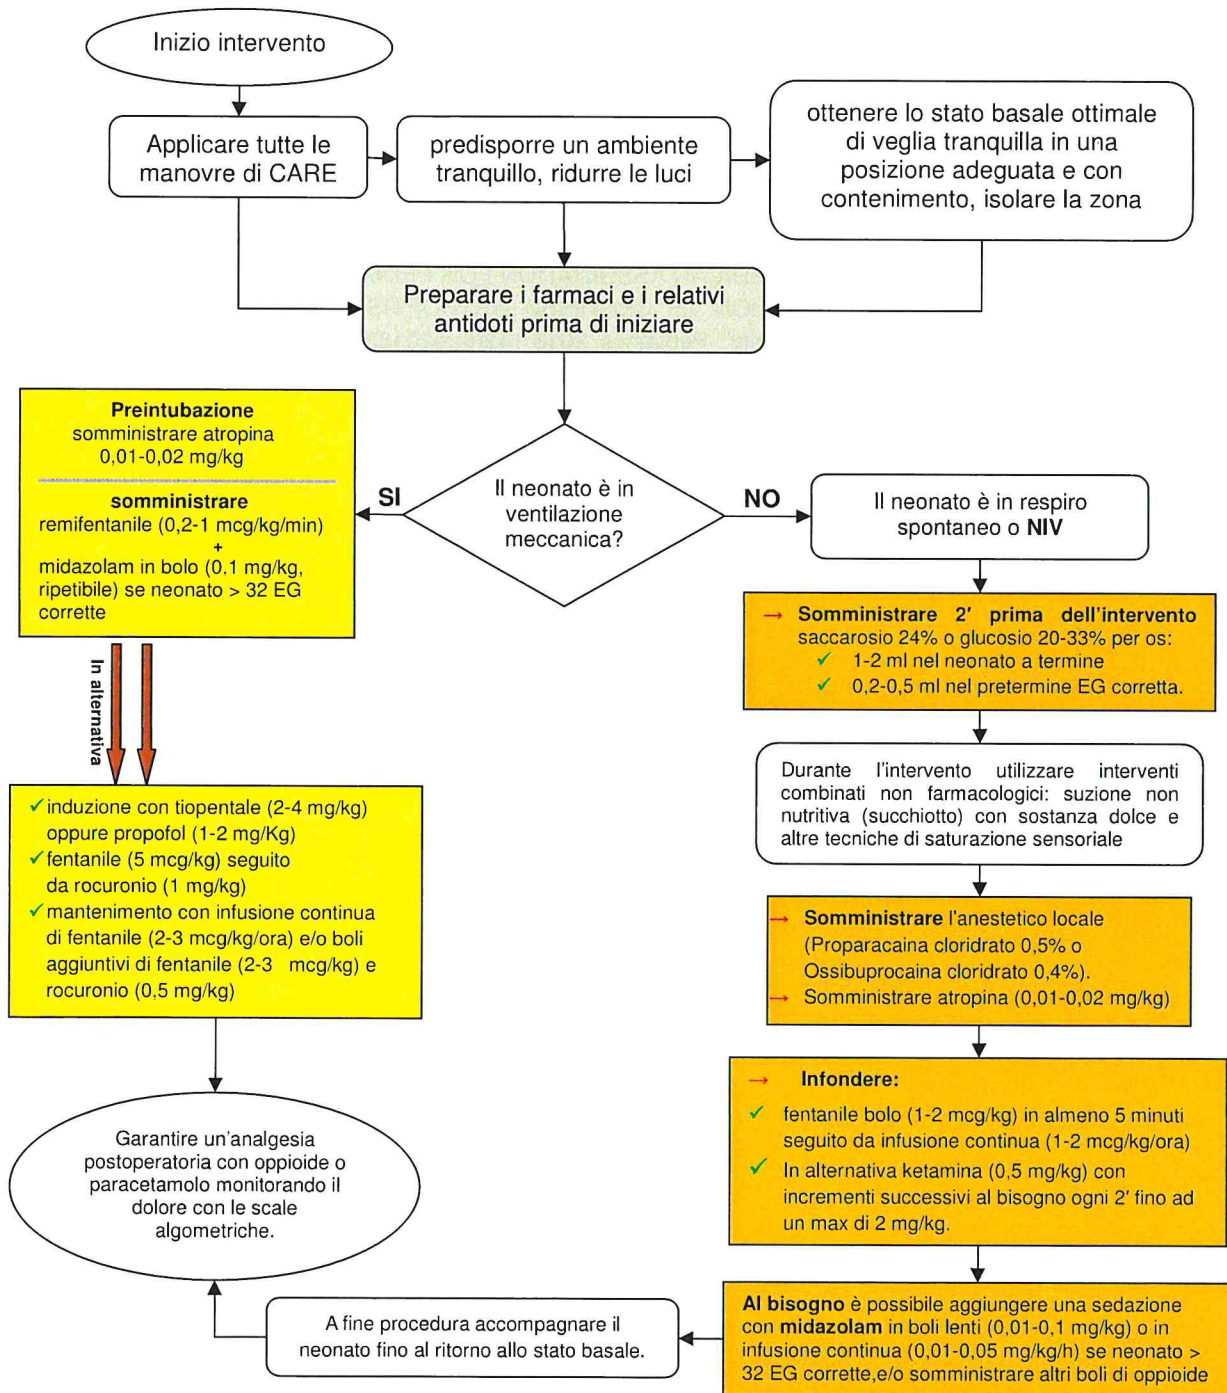 Inizio intervento
Applicare tutte le
manovre di CARE
predisporre un ambiente
tranquillo, ridurre le luci
ottenere lo stato basale ottimale
di veglia tranquilla in una
posizione adeguata e con
contenimento, isolare la zona
Preparare i farmaci e i relativi
antidoti prima di iniziare
Il neonato è in
ventilazione
meccanica?
SI
NO
Preintubazione
somministrare atropina
0,01-0,02 mg/kg
somministrare
remifentanile (0,2-1 mcg/kg/min)
+
midazolam in bolo (0,1 mg/kg,
ripetibile) se neonato > 32 EG
corrette
In alternativa
✓ induzione con tiopentale (2-4 mg/kg)
oppure propofol (1-2 mg/Kg)
✓ fentanile (5 mcg/kg) seguito
da rocuronio (1 mg/kg)
✓ mantenimento con infusione continua
di fentanile (2-3 mcg/kg/ora) e/o boli
aggiuntivi di fentanile (2-3 mcg/kg) e
rocuronio (0,5 mg/kg)
Il neonato è in respiro
spontaneo o NIV
→ Somministrare 2' prima dell'intervento
saccarosio 24% o glucosio 20-33% per os:
✓ 1-2 ml nel neonato a termine
✓ 0,2-0,5 ml nel pretermine EG corretta.
Durante l'intervento utilizzare interventi
combinati non farmacologici: suzione non
nutritiva (succhiotto) con sostanza dolce e
altre tecniche di saturazione sensoriale
→ Somministrare l'anestetico locale
(Proparacaina cloridrato 0,5% o
Ossibuprocaina cloridrato 0,4%).
→ Somministrare atropina (0,01-0,02 mg/kg)
→ Infondere:
✓ fentanile bolo (1-2 mcg/kg) in almeno 5 minuti
seguito da infusione continua (1-2 mcg/kg/ora)
✓ In alternativa ketamina (0,5 mg/kg) con
incrementi successivi al bisogno ogni 2' fino ad
un max di 2 mg/kg.
Al bisogno è possibile aggiungere una sedazione
con midazolam in boli lenti (0,01-0,1 mg/kg) o in
infusione continua (0,01-0,05 mg/kg/h) se neonato >
32 EG corrette,e/o somministrare altri boli di oppioide
A fine procedura accompagnare il
neonato fino al ritorno allo stato basale.
Garantire un'analgesia
postoperatoria con oppioide o
paracetamolo monitorando il
dolore con le scale
algometriche.